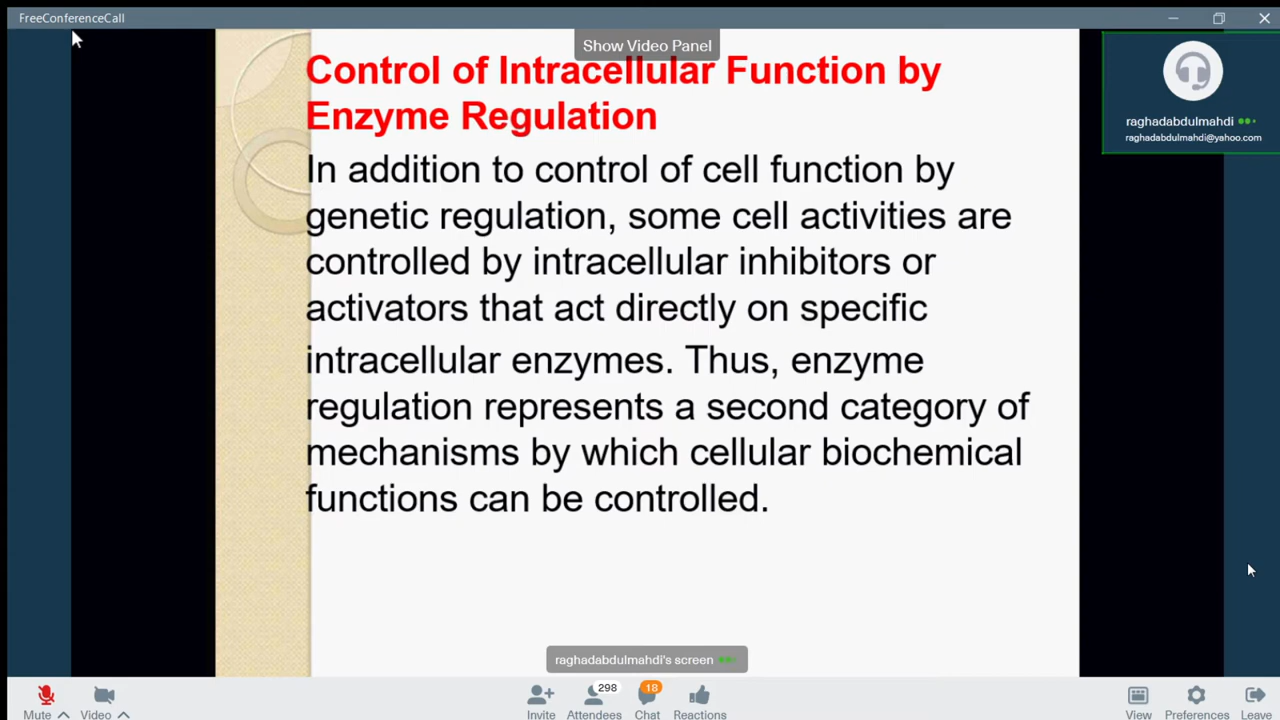 FreeConferenceCall
Show Video Panel
Control of Intracellular Function by
Enzyme Regulation
In addition to control of cell function by
genetic regulation, some cell activities are
controlled by intracellular inhibitors or
activators that act directly on specific
intracellular enzymes. Thus, enzyme
regulation represents a second category of
mechanisms by which cellular biochemical
functions can be controlled.
raghadabdulmahdi
raghadabdulmahdi@yahoo.com
raghadabdulmahdi's screen
298
18
Mute
Video
Invite
Attendees
Chat
Reactions
View
Preferences
Leave